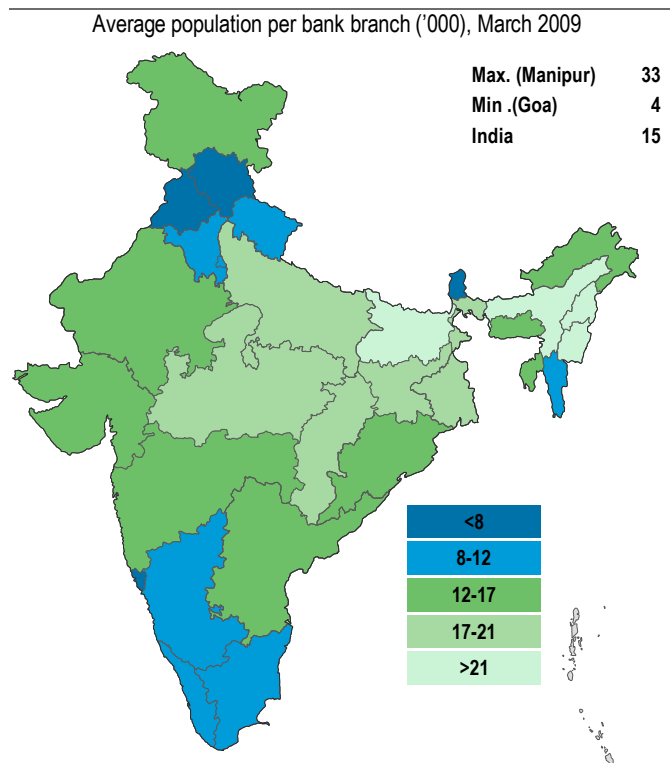 Average population per bank branch ('000), March 2009
Max. (Manipur) 33
Min .(Goa) 4
India 15
<8
8-12
12-17
17-21
>21